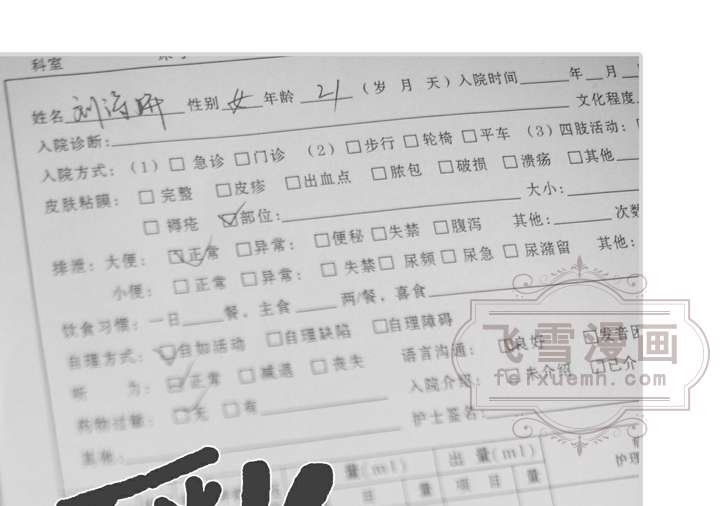 科室
姓名 刘诗妍 性别 女 年龄 21 (岁 月 天) 入院时间 年 月
入院诊断: 文化程度
入院方式: (1) □ 急诊 □门诊 (2) □步行 □轮椅 □平车 (3) 四肢活动:
皮肤粘膜: □ 完整 □皮疹 □出血点 □脓包 □破损 □溃疡 □其他
□ 褥疮 ☑部位: 大小:
排泄: 大便: ☑正常 □异常: □便秘 □失禁 □腹泻 其他: 次数
小便: □正常 □异常: □ 失禁 □ 尿频 □ 尿急 □ 尿潴留 其他:
饮食习惯: 一日 餐, 主食 两/餐, 喜食
自理方式: ☑自如活动 □自理缺陷 □自理障碍 语言沟通: □良好 □发音困
听 力: ☑正常 □减退 □丧失 入院介绍: □未介绍 □已介
药物过敏: ☑无 □有 护士签名:
其他:
量(ml) 出 量(ml)
目 量 项 目 量 护理
飞雪漫画
feixuemh.com